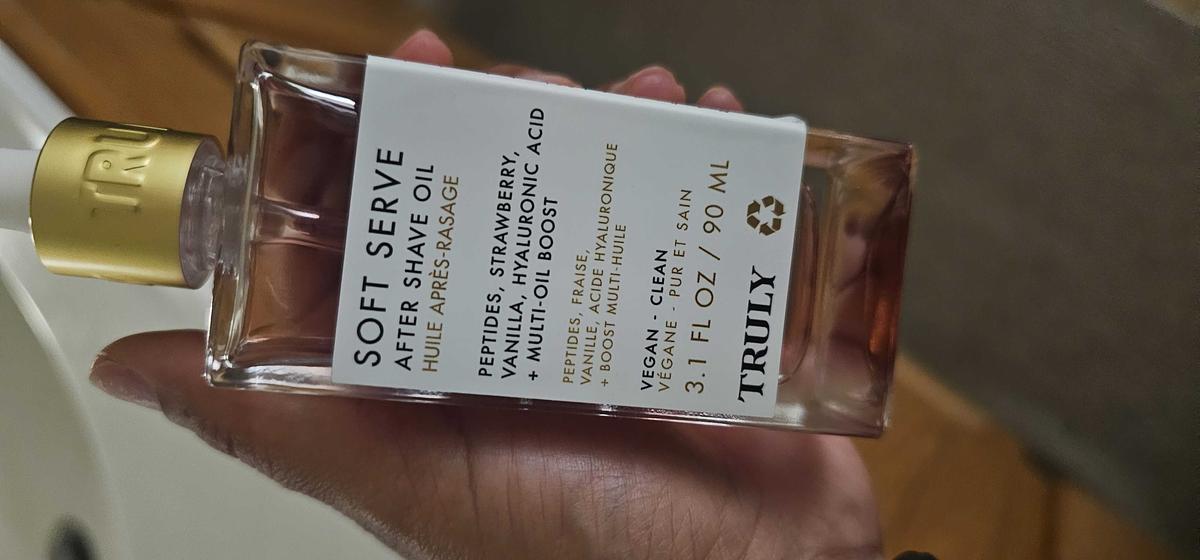 SOFT SERVE
AFTER SHAVE OIL
HUILE APRÈS-RASAGE
PEPTIDES, STRAWBERRY,
VANILLA, HYALURONIC ACID
+ MULTI-OIL BOOST
PEPTIDES, FRAISE,
VANILLE, ACIDE HYALURONIQUE
+ BOOST MULTI-HUILE
VEGAN - CLEAN
VÉGANE - PUR ET SAIN
3.1 FL OZ / 90 ML
TRULY
TRU